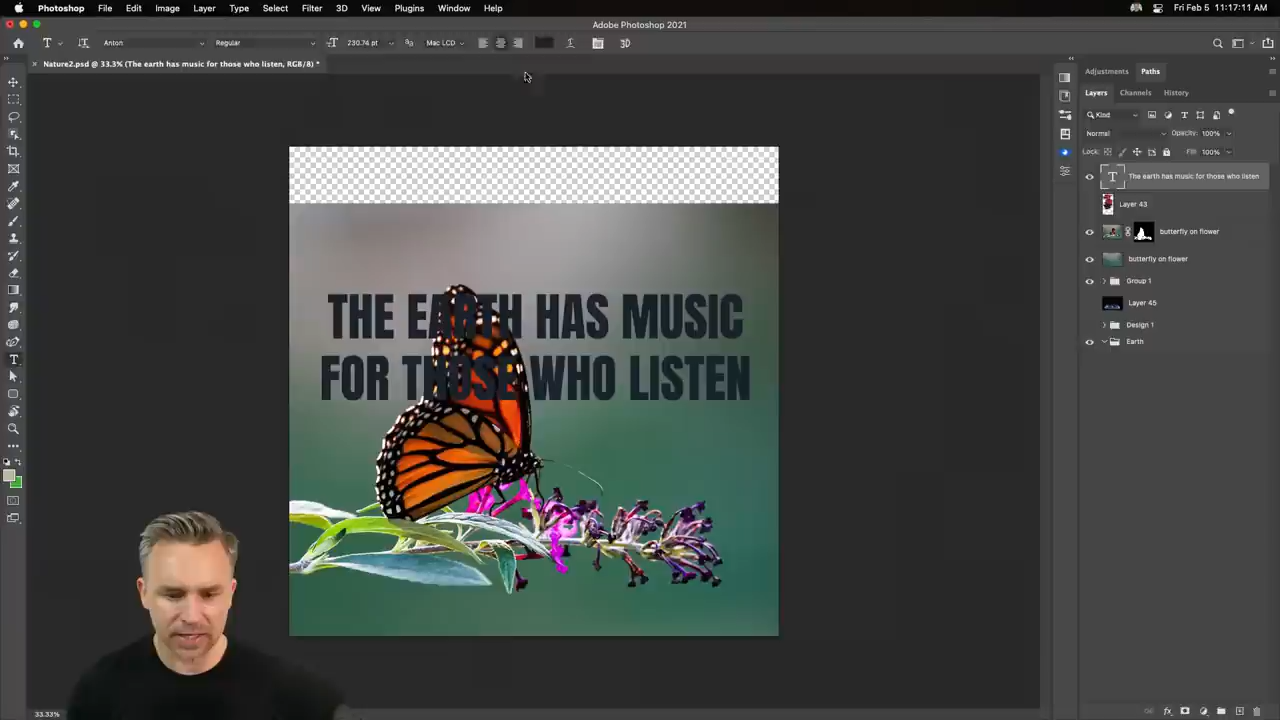 Photoshop File Edit Image Layer Type Select Filter 3D View Plugins Window Help Fri Feb 5 11:17:11 AM
Adobe Photoshop 2021
Anton Regular 230.74 pt Mac LCD 3D
Nature2.psd @ 33.3% (The earth has music for those who listen, RGB/8) *
Adjustments Paths
Layers Channels History
Kind
Normal Opacity: 100%
Lock: Fill: 100%
The earth has music for those who listen
Layer 43
butterfly on flower
butterfly on flower
Group 1
Layer 45
Design 1
Earth
THE EARTH HAS MUSIC
FOR THOSE WHO LISTEN
33.33%